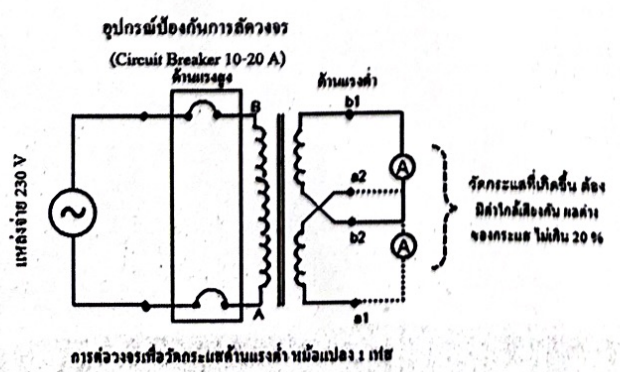 อุปกรณ์ป้องกันการลัดวงจร
(Circuit Breaker 10-20 A)
ด้านแรงสูง
ด้านแรงต่ำ
b1
B
A
a2
แหล่งจ่าย 230 V
วัดกระแสที่เกิดขึ้น ต้อง
มีค่าใกล้เคียงกัน ผลต่าง
ของกระแส ไม่เกิน 20 %
b2
A
A
a1
การต่อวงจรเพื่อวัดกระแสด้านแรงต่ำ หม้อแปลง 1 เฟส